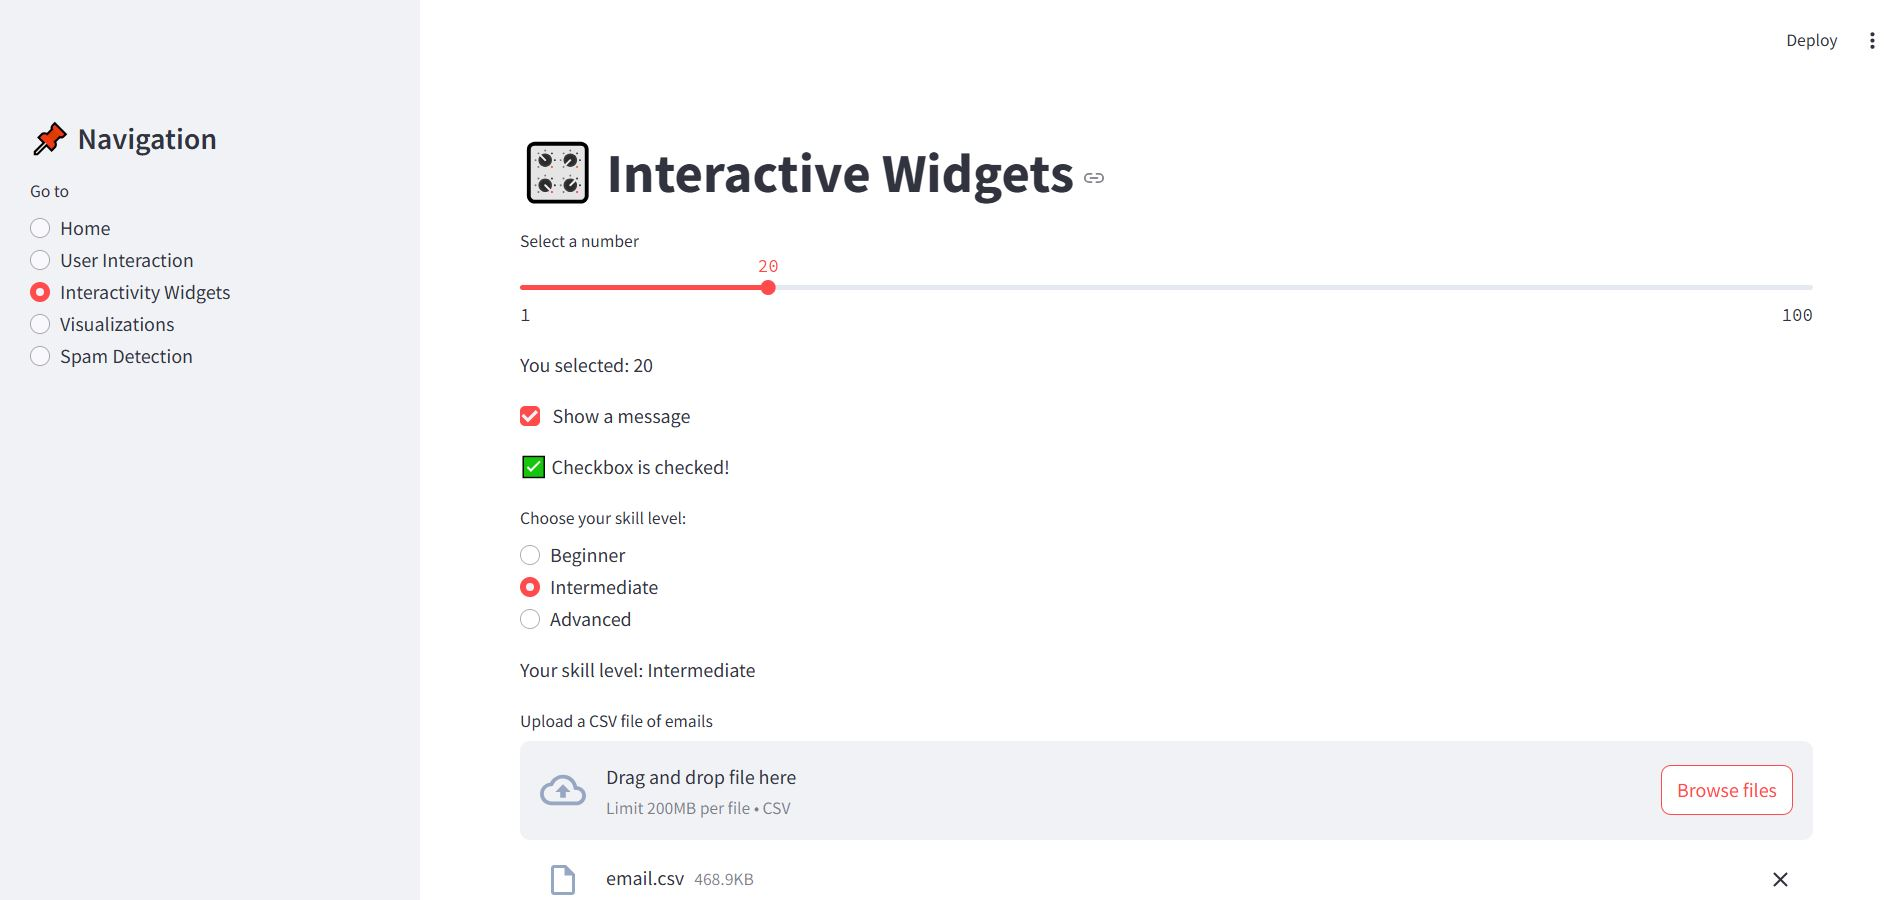 Deploy
Navigation
Go to
Home
User Interaction
Interactivity Widgets
Visualizations
Spam Detection
Interactive Widgets
Select a number
20
1
100
You selected: 20
Show a message
Checkbox is checked!
Choose your skill level:
Beginner
Intermediate
Advanced
Your skill level: Intermediate
Upload a CSV file of emails
Drag and drop file here
Limit 200MB per file • CSV
Browse files
email.csv 468.9KB